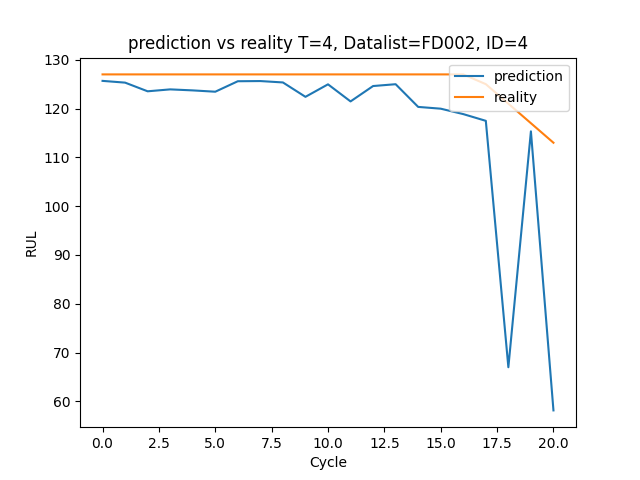 prediction vs reality T=4, Datalist=FD002, ID=4
prediction
reality
130
120
110
100
90
80
70
60
RUL
0.0 2.5 5.0 7.5 10.0 12.5 15.0 17.5 20.0
Cycle